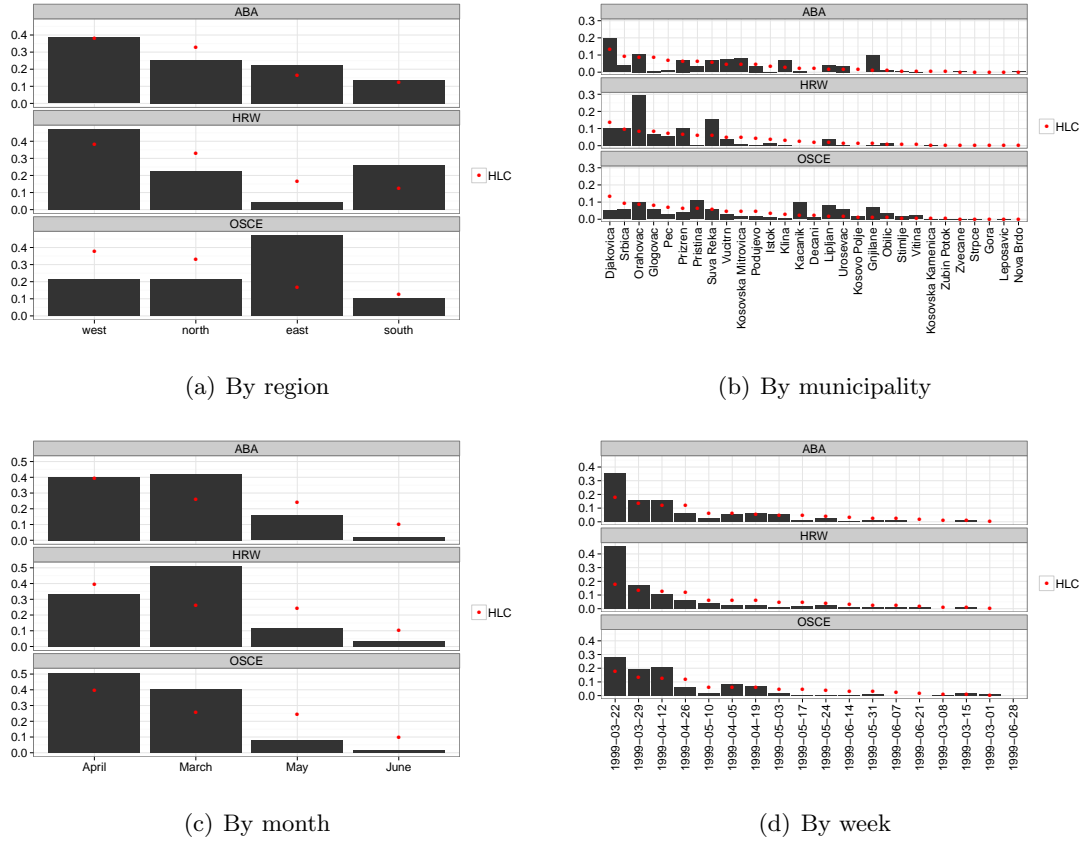 ABA
0.4
0.3
0.2
0.1
0.0
HRW
0.4
0.3
0.2
0.1
0.0
OSCE
0.4
0.3
0.2
0.1
0.0
west north east south
HLC
(a) By region
ABA
0.3
0.2
0.1
0.0
HRW
0.3
0.2
0.1
0.0
OSCE
0.3
0.2
0.1
0.0
Djakovica
Srbica
Orahovac
Glogovac
Pec
Prizren
Pristina
Suva Reka
Vucitrn
Kosovska Mitrovica
Podujevo
Istok
Klina
Kacanik
Decani
Lipljan
Urosevac
Kosovo Polje
Gnjilane
Obilic
Stimlje
Vitina
Kosovska Kamenica
Zubin Potok
Zvecane
Strpce
Gora
Leposavic
Nova Brdo
HLC
(b) By municipality
ABA
0.5
0.4
0.3
0.2
0.1
0.0
HRW
0.5
0.4
0.3
0.2
0.1
0.0
OSCE
0.5
0.4
0.3
0.2
0.1
0.0
April March May June
HLC
(c) By month
ABA
0.4
0.3
0.2
0.1
0.0
HRW
0.4
0.3
0.2
0.1
0.0
OSCE
0.4
0.3
0.2
0.1
0.0
1999−03−22
1999−03−29
1999−04−12
1999−04−26
1999−05−10
1999−04−05
1999−04−19
1999−05−03
1999−05−17
1999−05−24
1999−06−14
1999−05−31
1999−06−07
1999−06−21
1999−03−08
1999−03−15
1999−03−01
1999−06−28
HLC
(d) By week